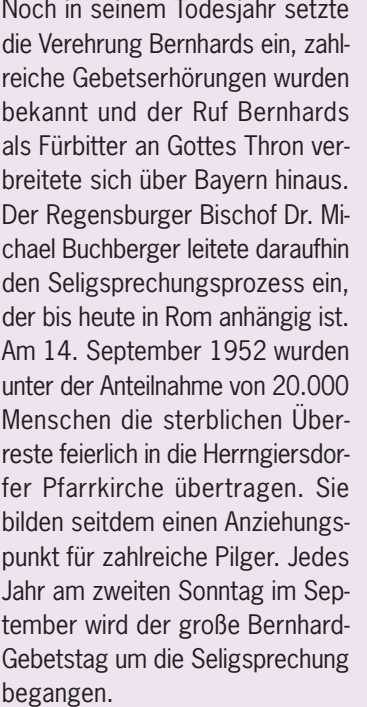 Noch in seinem Todesjahr setzte
die Verehrung Bernhards ein, zahl-
reiche Gebetserhörungen wurden
bekannt und der Ruf Bernhards
als Fürbitter an Gottes Thron ver-
breitete sich über Bayern hinaus.
Der Regensburger Bischof Dr. Mi-
chael Buchberger leitete daraufhin
den Seligsprechungsprozess ein,
der bis heute in Rom anhängig ist.
Am 14. September 1952 wurden
unter der Anteilnahme von 20.000
Menschen die sterblichen Über-
reste feierlich in die Herrngiersdor-
fer Pfarrkirche übertragen. Sie
bilden seitdem einen Anziehungs-
punkt für zahlreiche Pilger. Jedes
Jahr am zweiten Sonntag im Sep-
tember wird der große Bernhard-
Gebetstag um die Seligsprechung
begangen.